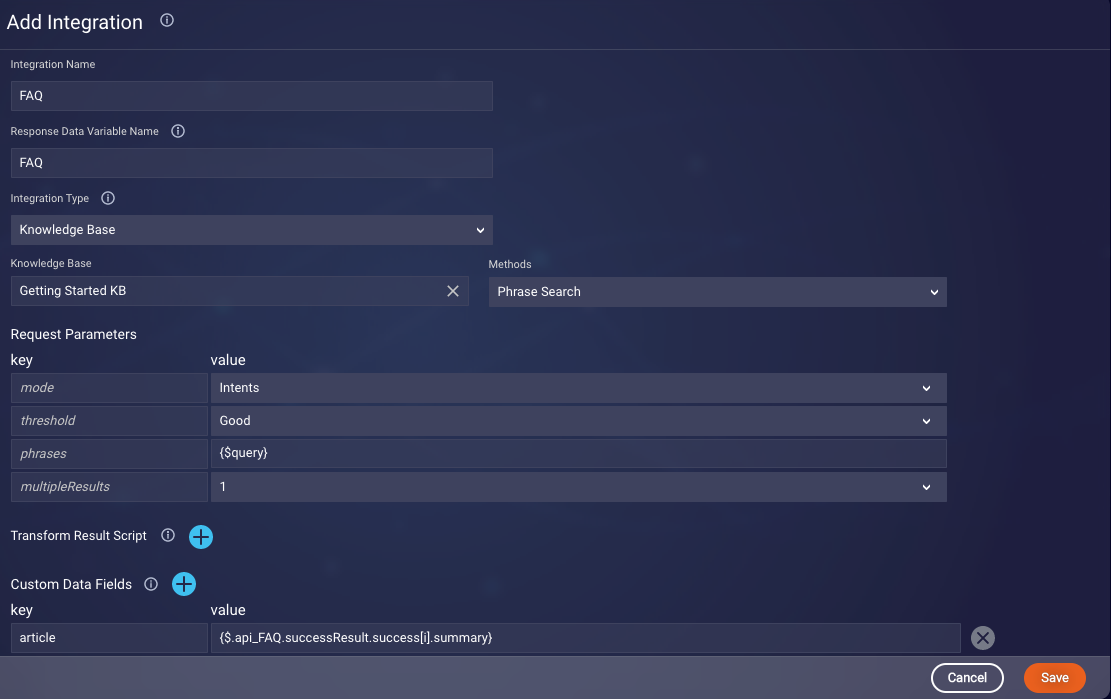 Add Integration
Integration Name
FAQ
Response Data Variable Name
FAQ
Integration Type
Knowledge Base
Knowledge Base
Methods
Getting Started KB
Phrase Search
Request Parameters
key value
mode Intents
threshold Good
phrases {$query}
multipleResults 1
Transform Result Script
Custom Data Fields
key value
article {$.api_FAQ.successResult.success[i].summary}
Cancel Save